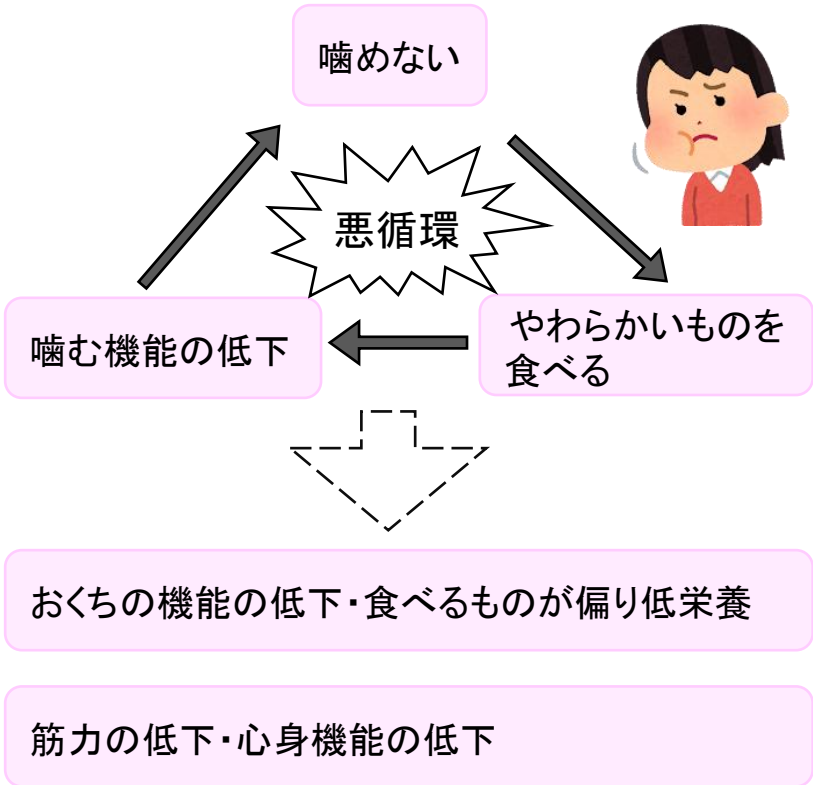 噛めない
悪循環
やわらかいものを
食べる
噛む機能の低下
おくちの機能の低下・食べるものが偏り低栄養
筋力の低下・心身機能の低下